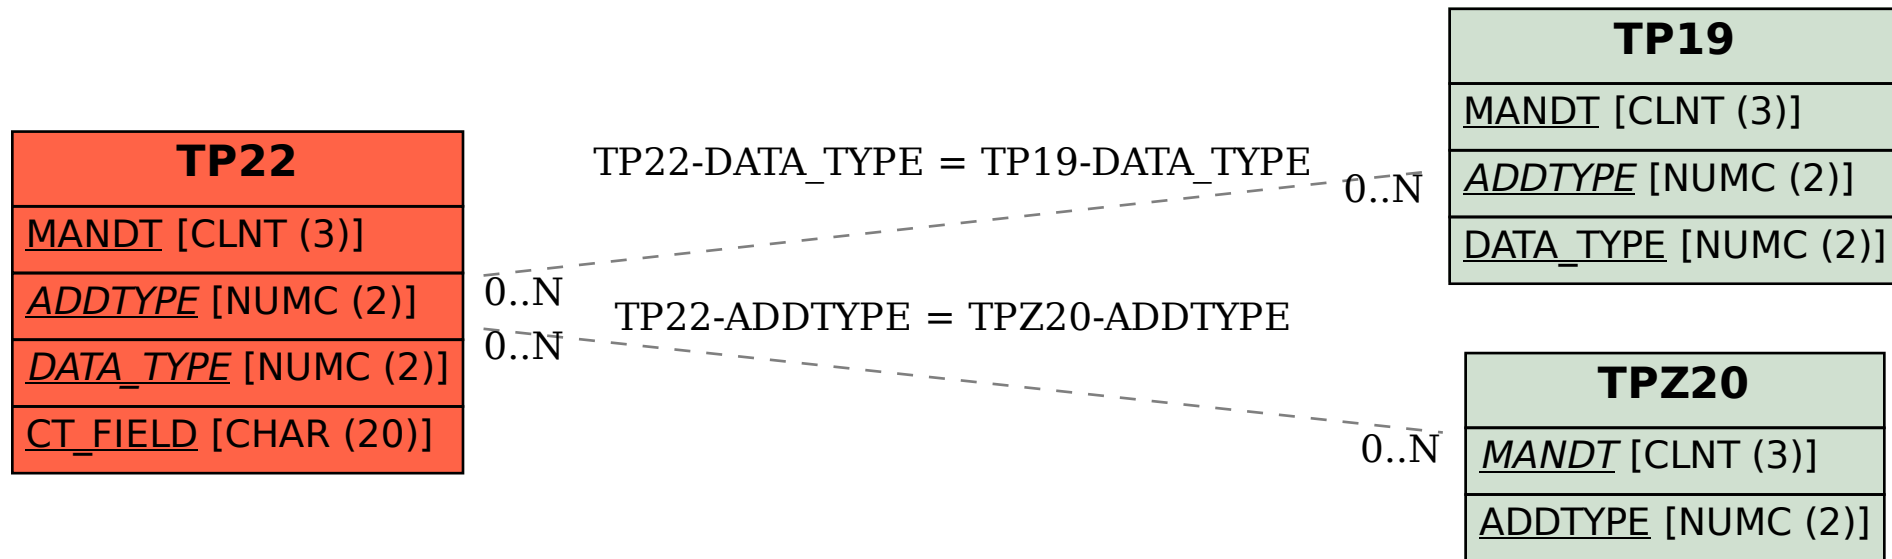 TP22
MANDT [CLNT (3)]
ADDTYPE [NUMC (2)]
DATA_TYPE [NUMC (2)]
CT_FIELD [CHAR (20)]
TP22-DATA_TYPE = TP19-DATA_TYPE
0..N
0..N
TP22-ADDTYPE = TPZ20-ADDTYPE
0..N
0..N
TP19
MANDT [CLNT (3)]
ADDTYPE [NUMC (2)]
DATA_TYPE [NUMC (2)]
TPZ20
MANDT [CLNT (3)]
ADDTYPE [NUMC (2)]